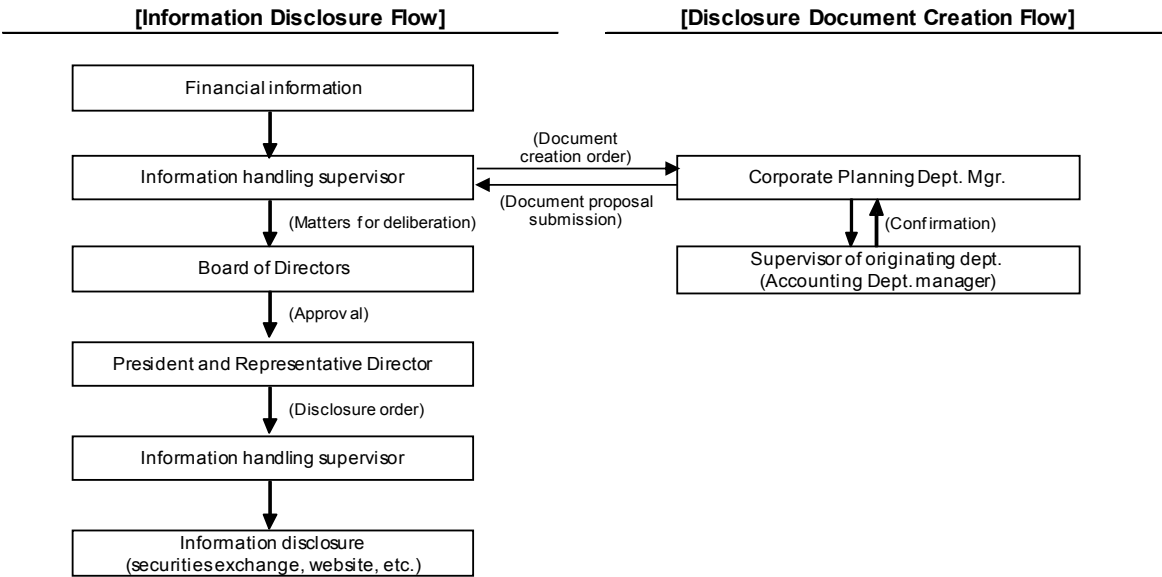 [Information Disclosure Flow]
[Disclosure Document Creation Flow]
Financial information
(Document
creation order)
Information handling supervisor
Corporate Planning Dept. Mgr.
(Document proposal
submission)
(Matters for deliberation)
(Confirmation)
Board of Directors
Supervisor of originating dept.
(Accounting Dept. manager)
(Approval)
President and Representative Director
(Disclosure order)
Information handling supervisor
Information disclosure
(securities exchange, website, etc.)